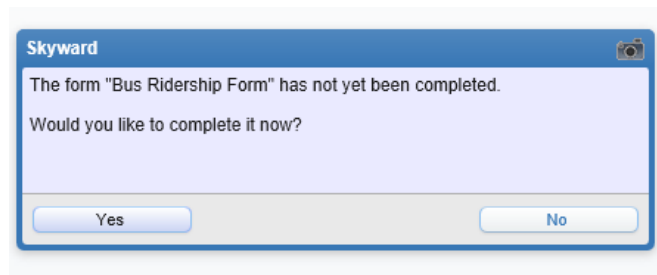 Skyward
The form "Bus Ridership Form" has not yet been completed.
Would you like to complete it now?
Yes
No